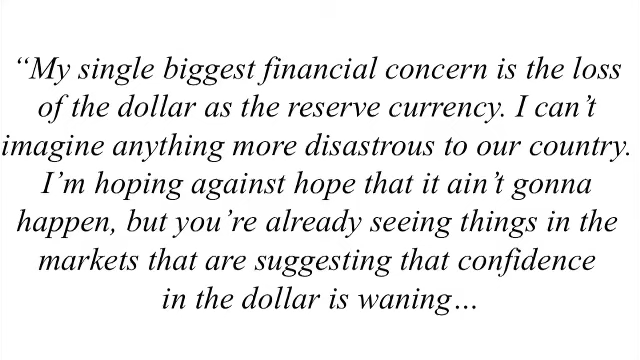 “My single biggest financial concern is the loss
of the dollar as the reserve currency. I can’t
imagine anything more disastrous to our country.
I’m hoping against hope that it ain’t gonna
happen, but you’re already seeing things in the
markets that are suggesting that confidence
in the dollar is waning…